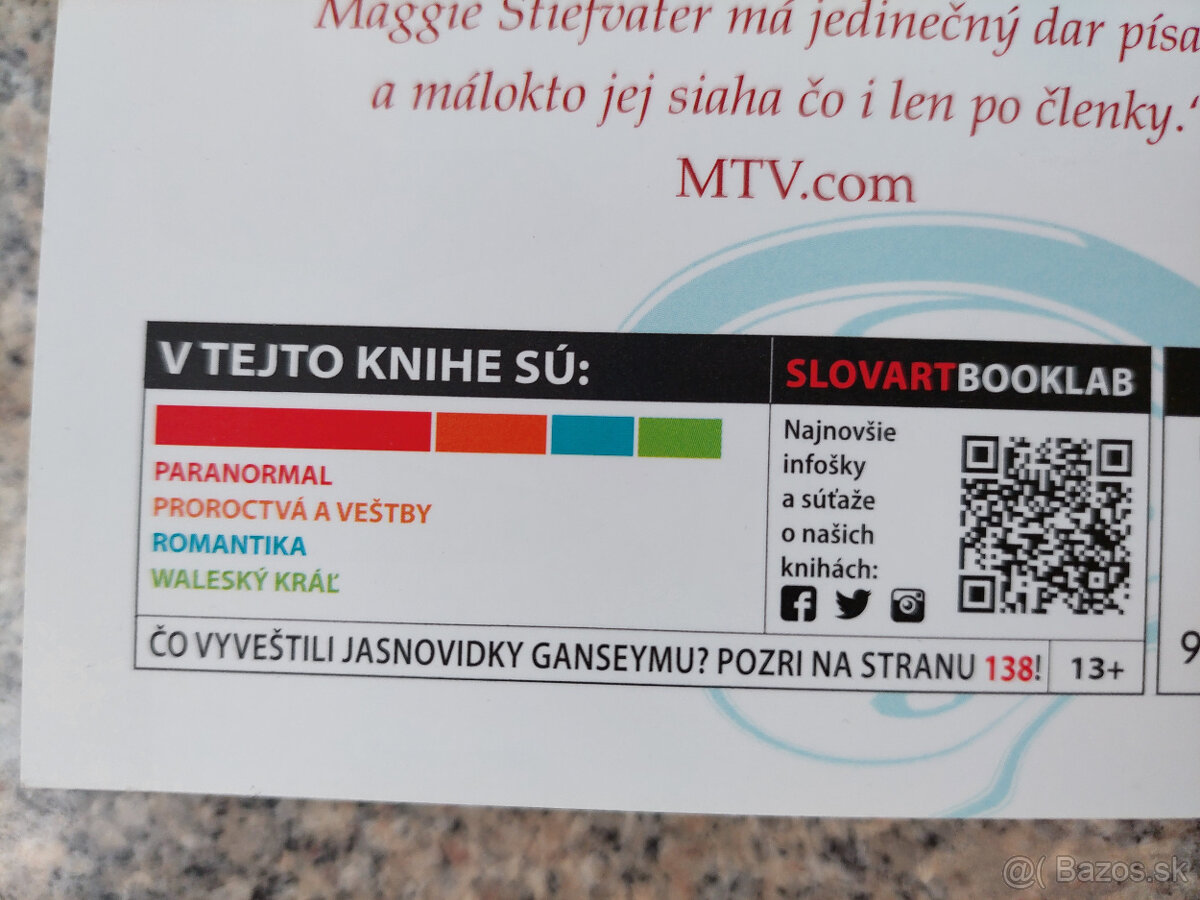 Maggie Stiefvater má jedinečný dar
a málokto jej siaha čo i len po členky.“
MTV.com
V TEJTO KNIHE SÚ:
PARANORMAL
PROROCTVÁ A VEŠTBY
ROMANTIKA
WALESKÝ KRÁĽ
SLOVARTBOOKLAB
Najnovšie
infošky
a súťaže
o našich
knihách:
ČO VYVEŠTILI JASNOVIDKY GANSEYMU? POZRI NA STRANU 138!
13+
9
@( Bazos.sk